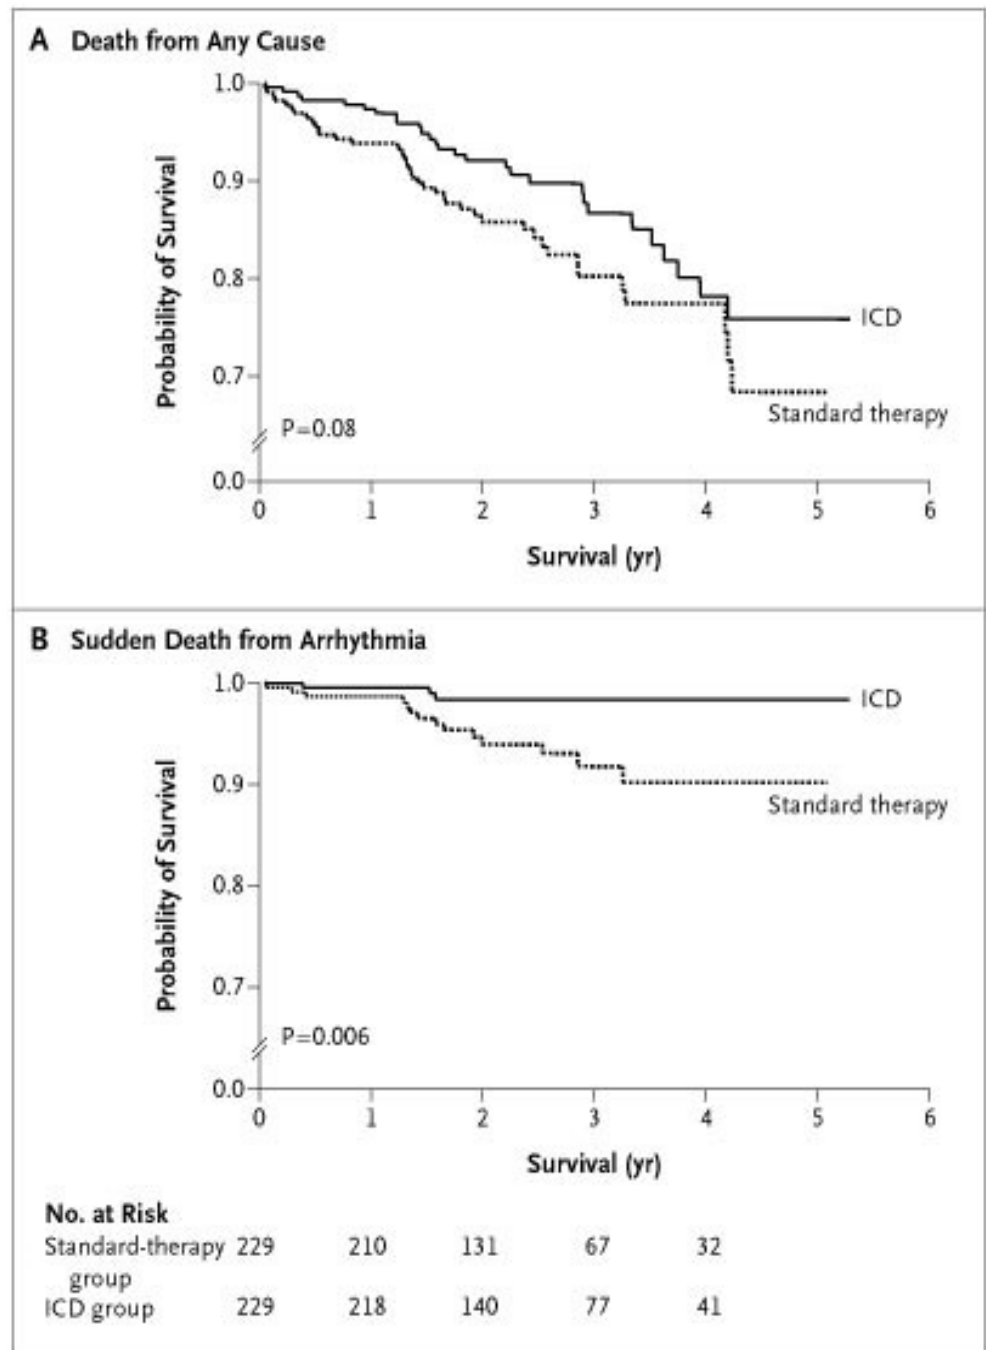 A Death from Any Cause
1.0
0.9
0.8
0.7
0.0
Probability of Survival
ICD
Standard therapy
P=0.08
0 1 2 3 4 5 6
Survival (yr)
B Sudden Death from Arrhythmia
1.0
0.9
0.8
0.7
0.0
Probability of Survival
ICD
Standard therapy
P=0.006
0 1 2 3 4 5 6
Survival (yr)
No. at Risk
Standard-therapy 229 210 131 67 32
group
ICD group 229 218 140 77 41